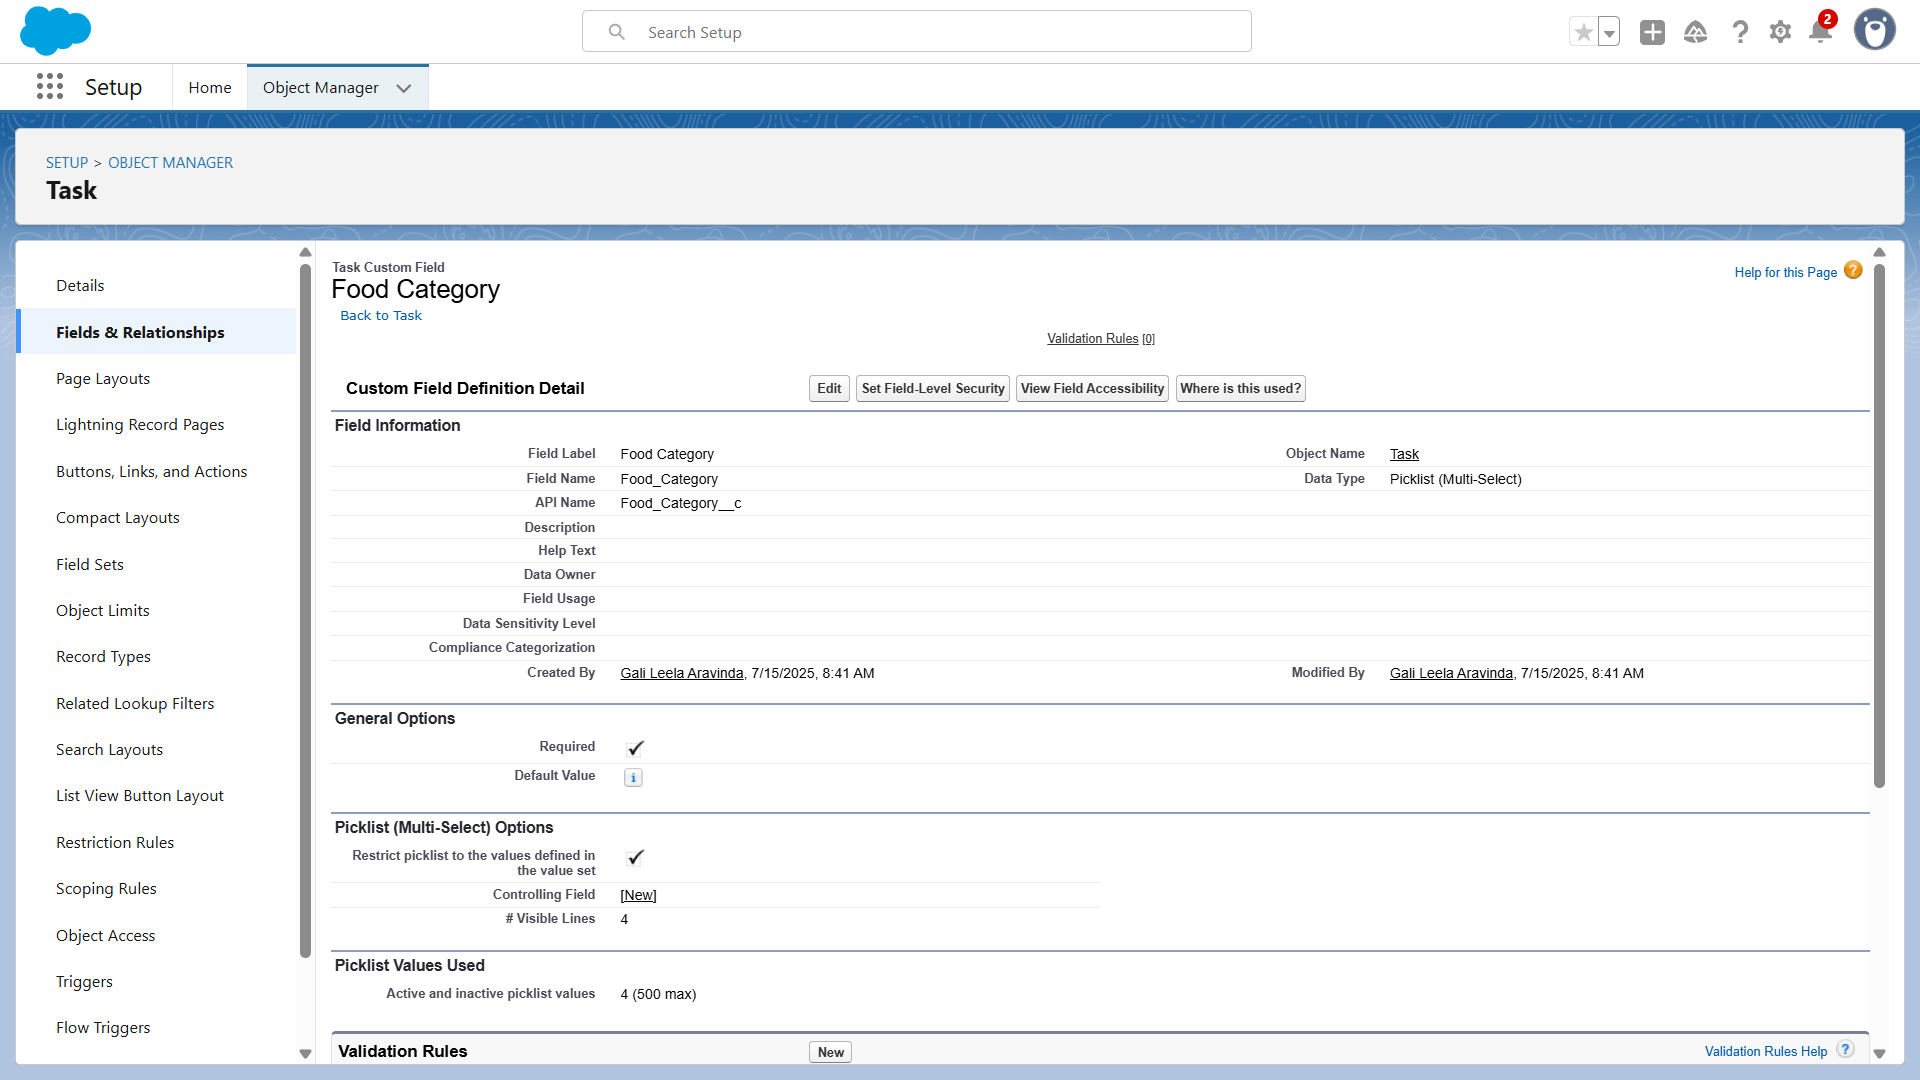 Search Setup
2
Setup
Home
Object Manager
SETUP > OBJECT MANAGER
Task
Details
Fields & Relationships
Page Layouts
Lightning Record Pages
Buttons, Links, and Actions
Compact Layouts
Field Sets
Object Limits
Record Types
Related Lookup Filters
Search Layouts
List View Button Layout
Restriction Rules
Scoping Rules
Object Access
Triggers
Flow Triggers
Task Custom Field
Food Category
Back to Task
Help for this Page ?
Validation Rules [0]
Custom Field Definition Detail
Edit
Set Field-Level Security
View Field Accessibility
Where is this used?
Field Information
Field Label Food Category
Object Name Task
Field Name Food_Category
Data Type Picklist (Multi-Select)
API Name Food_Category__c
Description
Help Text
Data Owner
Field Usage
Data Sensitivity Level
Compliance Categorization
Created By Gali Leela Aravinda, 7/15/2025, 8:41 AM
Modified By Gali Leela Aravinda, 7/15/2025, 8:41 AM
General Options
Required
Default Value i
Picklist (Multi-Select) Options
Restrict picklist to the values defined in
the value set
Controlling Field [New]
# Visible Lines 4
Picklist Values Used
Active and inactive picklist values 4 (500 max)
Validation Rules
New
Validation Rules Help ?